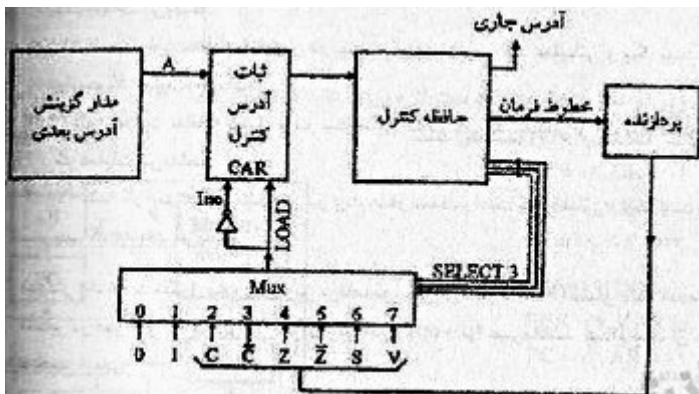 آدرس جاری
مدار گزینش
آدرس بعدی
A
ثبات
آدرس
کنترل
CAR
حافظه کنترل
خطوط فرمان
پردازنده
Inc
LOAD
SELECT 3
Mux
0 1 2 3 4 5 6 7
0 1 C C̄ Z Z̄ S V